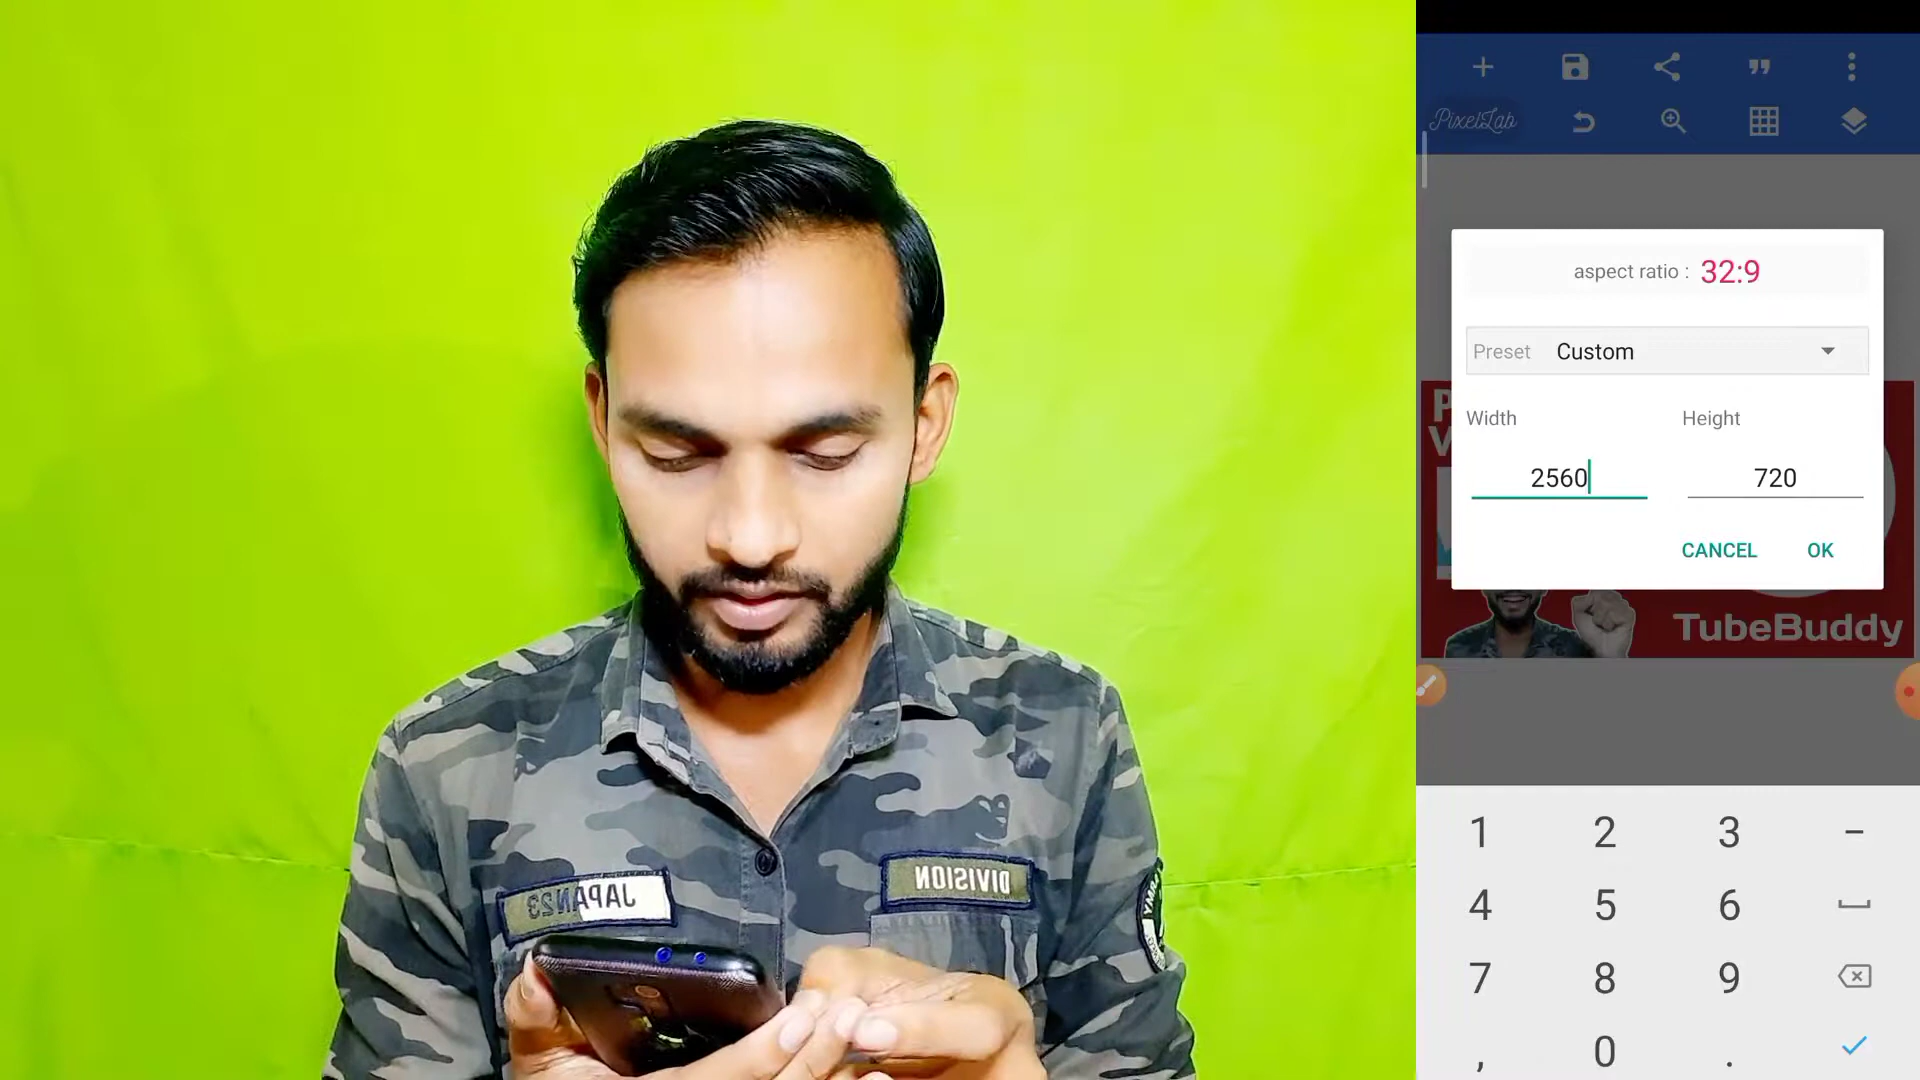 PixelLab
aspect ratio : 32:9
Preset Custom
Width Height
2560 720
CANCEL OK
P
V
TubeBuddy
1 2 3 -
4 5 6
7 8 9
, 0 .
JAPAN23
DIVISION